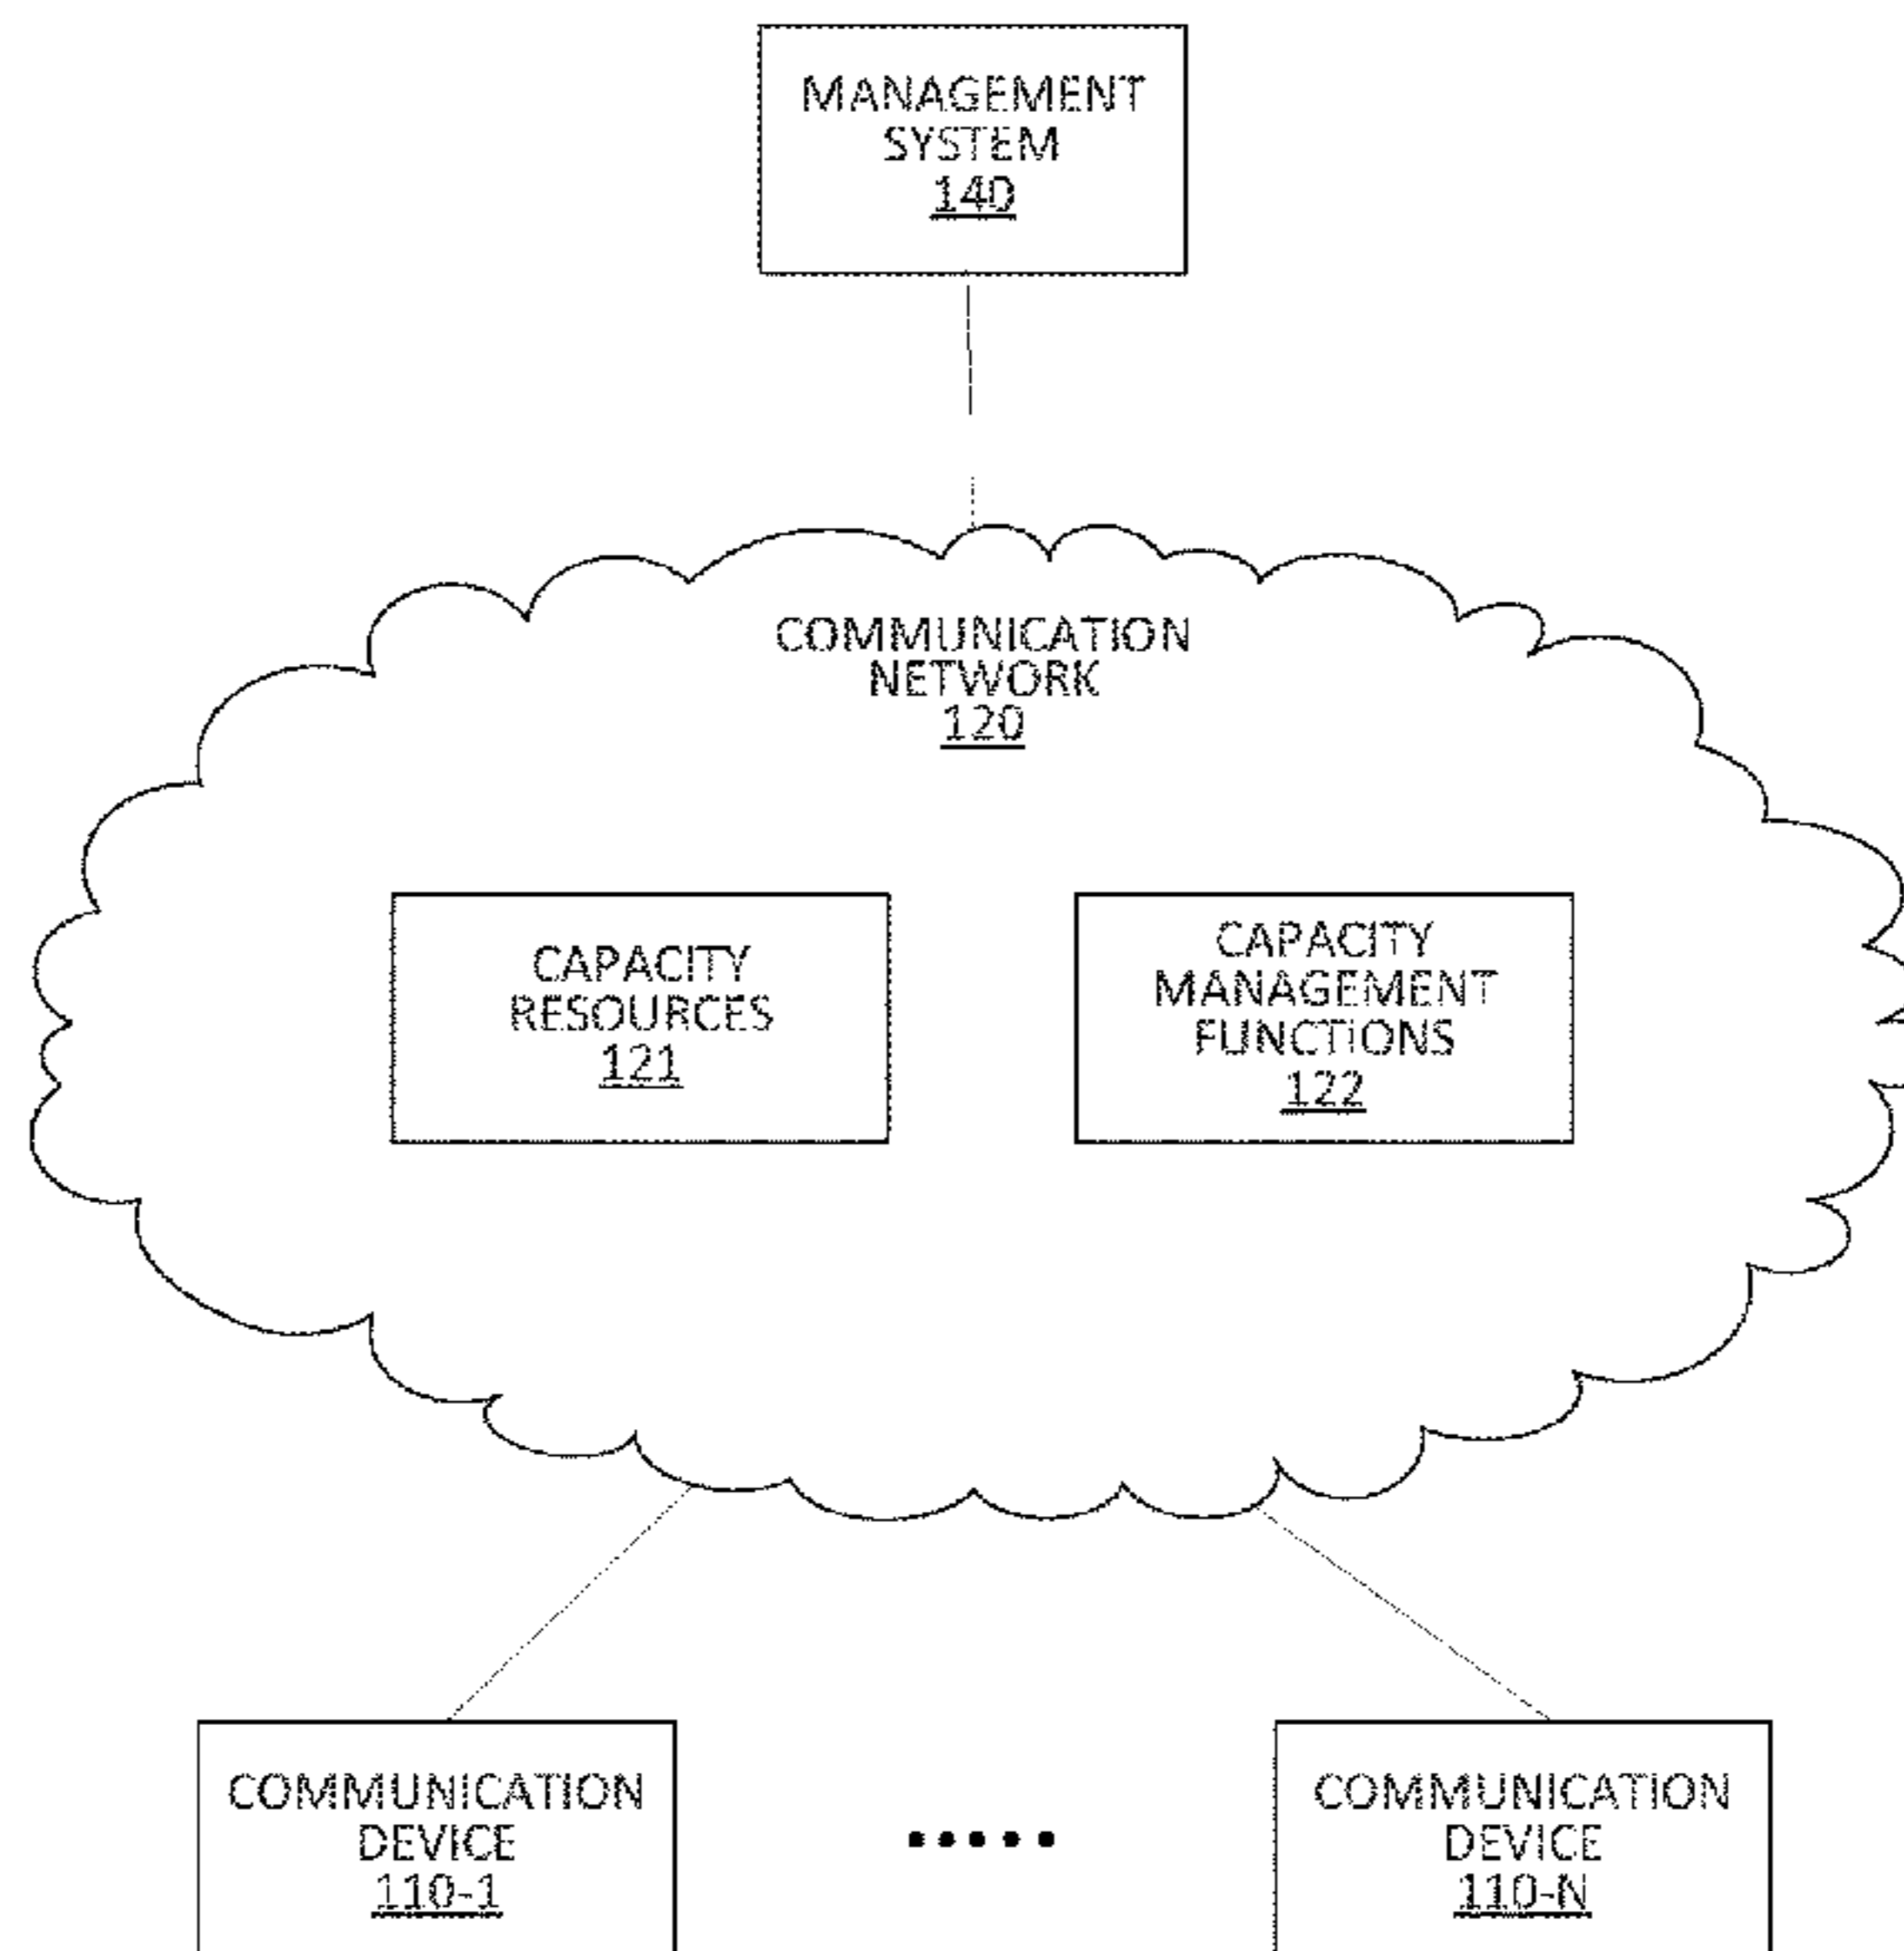 MANAGEMENT
SYSTEM
140
COMMUNICATION
NETWORK
120
CAPACITY
RESOURCES
121
CAPACITY
MANAGEMENT
FUNCTIONS
122
COMMUNICATION
DEVICE
110-1
COMMUNICATION
DEVICE
110-N